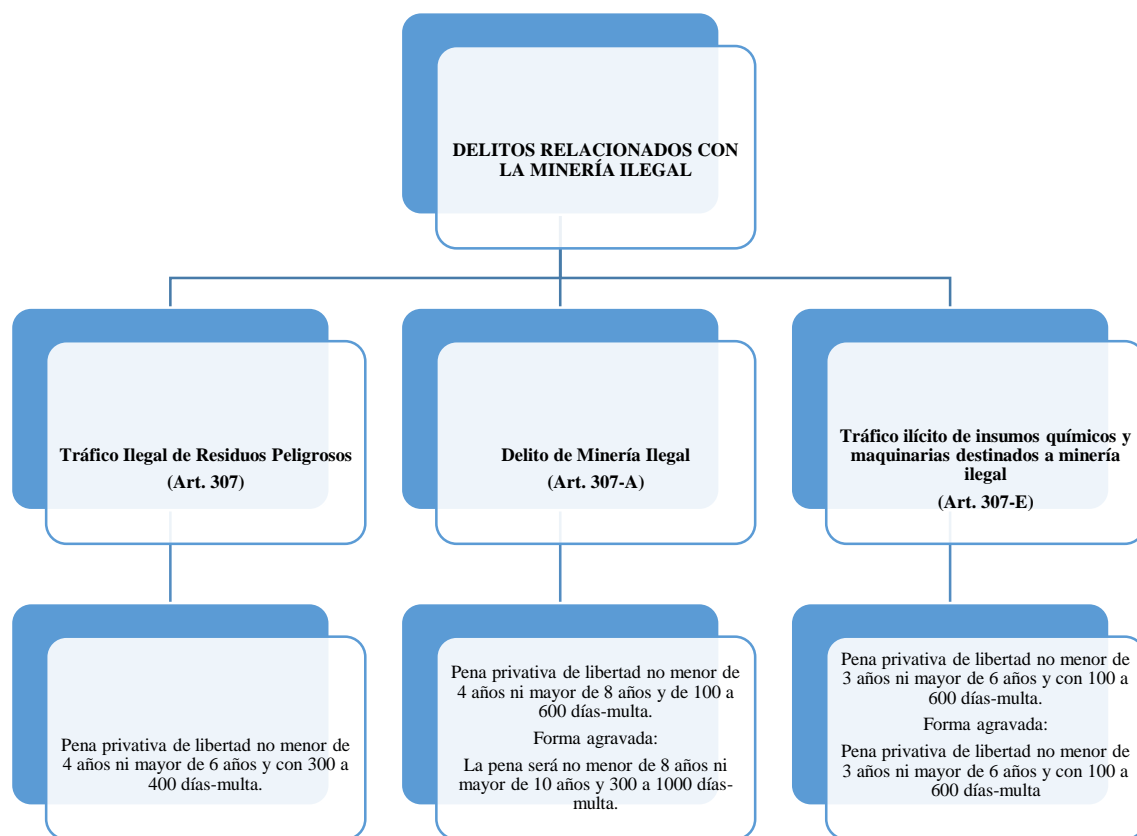 DELITOS RELACIONADOS CON
LA MINERÍA ILEGAL
Tráfico Ilegal de Residuos Peligrosos
(Art. 307)
Delito de Minería Ilegal
(Art. 307-A)
Tráfico ilícito de insumos químicos y
maquinarias destinados a minería
ilegal
(Art. 307-E)
Pena privativa de libertad no menor de
4 años ni mayor de 6 años y con 300 a
400 días-multa.
Pena privativa de libertad no menor de
4 años ni mayor de 8 años y de 100 a
600 días-multa.
Forma agravada:
La pena será no menor de 8 años ni
mayor de 10 años y 300 a 1000 días-
multa.
Pena privativa de libertad no menor de
3 años ni mayor de 6 años y con 100 a
600 días-multa.
Forma agravada:
Pena privativa de libertad no menor de
3 años ni mayor de 6 años y con 100 a
600 días-multa